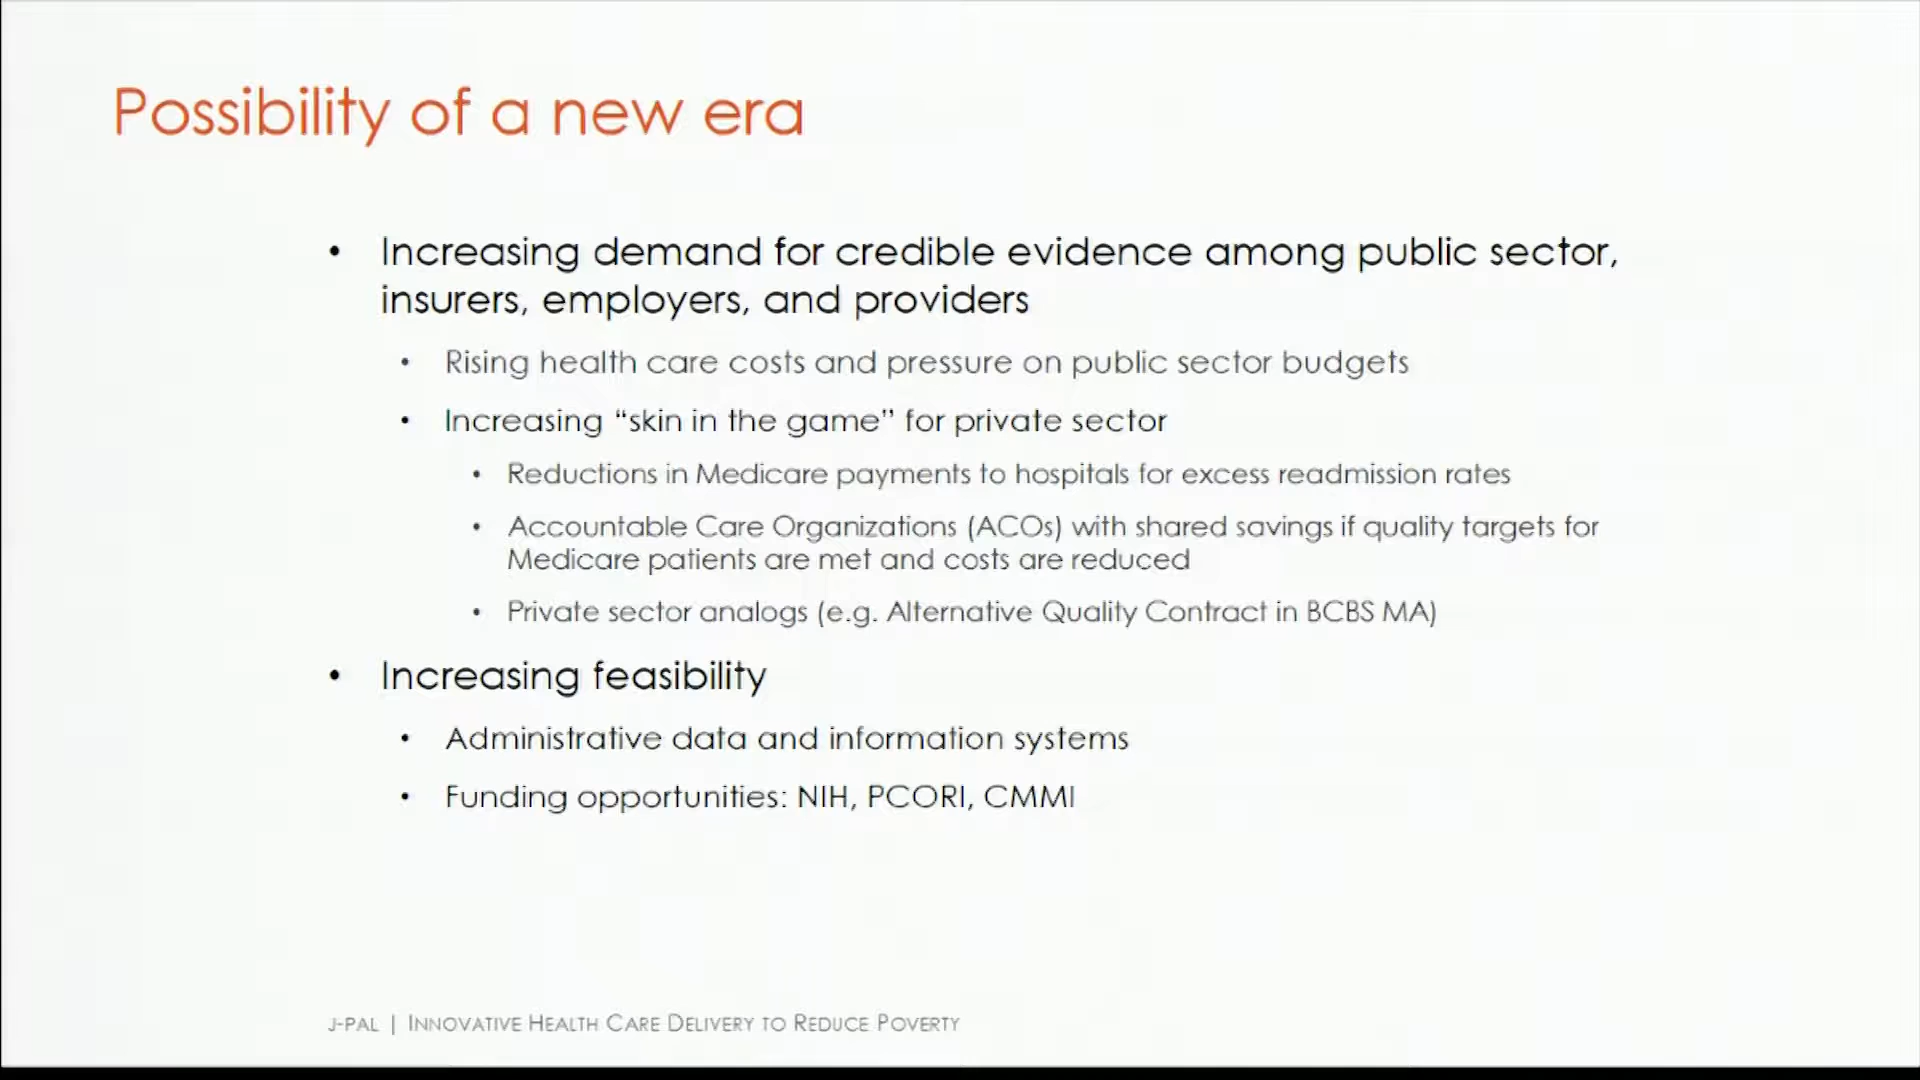 Possibility of a new era
• Increasing demand for credible evidence among public sector,
insurers, employers, and providers
• Rising health care costs and pressure on public sector budgets
• Increasing “skin in the game” for private sector
• Reductions in Medicare payments to hospitals for excess readmission rates
• Accountable Care Organizations (ACOs) with shared savings if quality targets for
Medicare patients are met and costs are reduced
• Private sector analogs (e.g. Alternative Quality Contract in BCBS MA)
• Increasing feasibility
• Administrative data and information systems
• Funding opportunities: NIH, PCORI, CMMI
J-PAL | INNOVATIVE HEALTH CARE DELIVERY TO REDUCE POVERTY